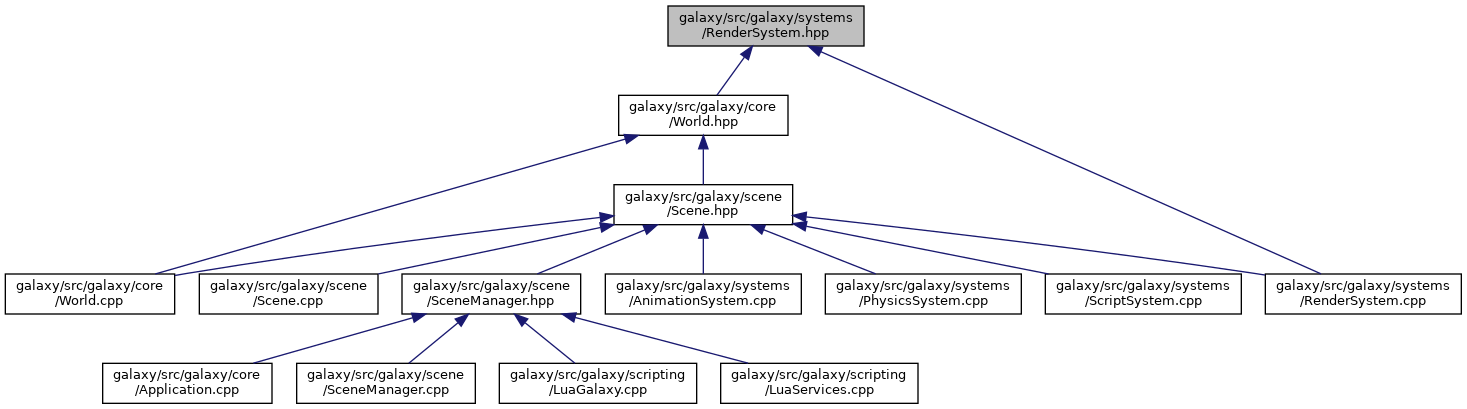 galaxy/src/galaxy/systems
/RenderSystem.hpp
galaxy/src/galaxy/core
/World.hpp
galaxy/src/galaxy/scene
/Scene.hpp
galaxy/src/galaxy/core
/World.cpp
galaxy/src/galaxy/scene
/Scene.cpp
galaxy/src/galaxy/scene
/SceneManager.hpp
galaxy/src/galaxy/systems
/AnimationSystem.cpp
galaxy/src/galaxy/systems
/PhysicsSystem.cpp
galaxy/src/galaxy/systems
/ScriptSystem.cpp
galaxy/src/galaxy/systems
/RenderSystem.cpp
galaxy/src/galaxy/core
/Application.cpp
galaxy/src/galaxy/scene
/SceneManager.cpp
galaxy/src/galaxy/scripting
/LuaGalaxy.cpp
galaxy/src/galaxy/scripting
/LuaServices.cpp